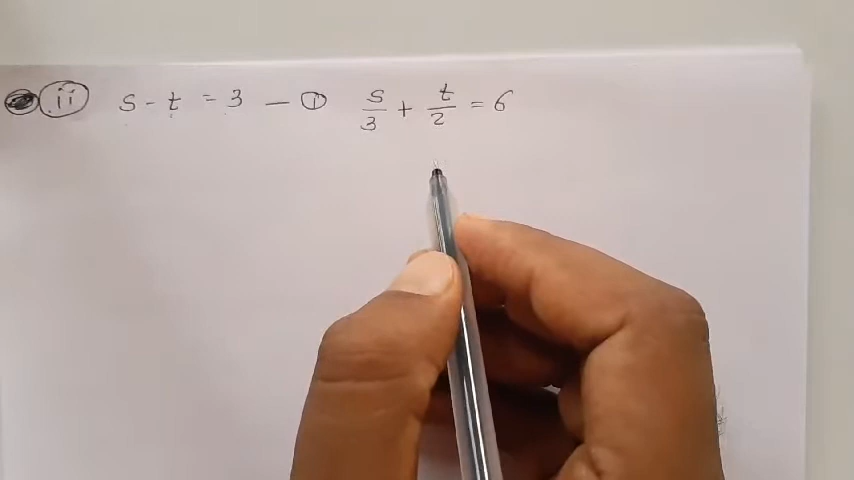 (ii) s - t = 3 — ① s/3 + t/2 = 6